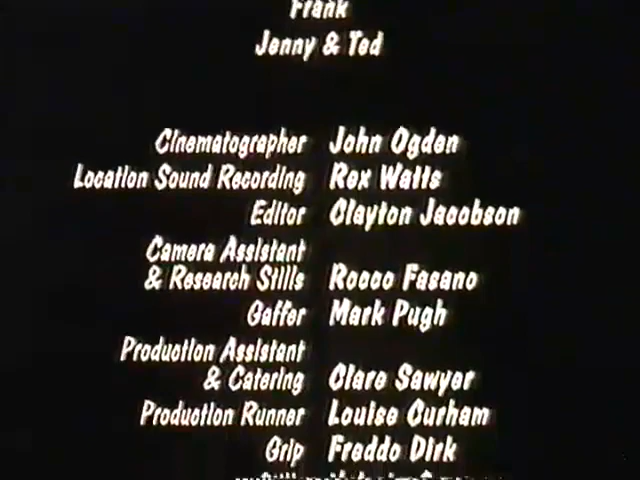 Frank
Jenny & Ted
Cinematographer John Ogden
Location Sound Recording Rex Watts
Editor Clayton Jacobson
Camera Assistant
& Research Stills Rocco Fasano
Gaffer Mark Pugh
Production Assistant
& Catering Clare Sawyer
Production Runner Louise Curham
Grip Freddo Dirk